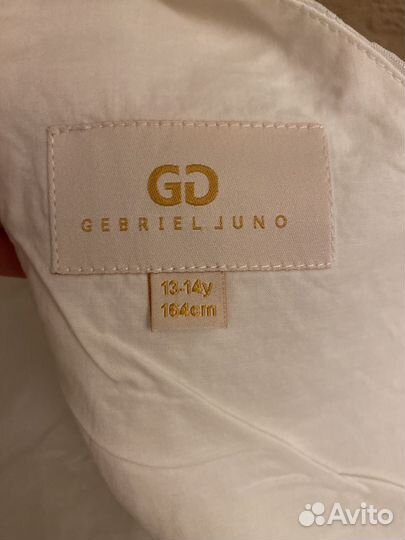 GG
GEBRIEL JUNO
13-14y
164cm
Avito